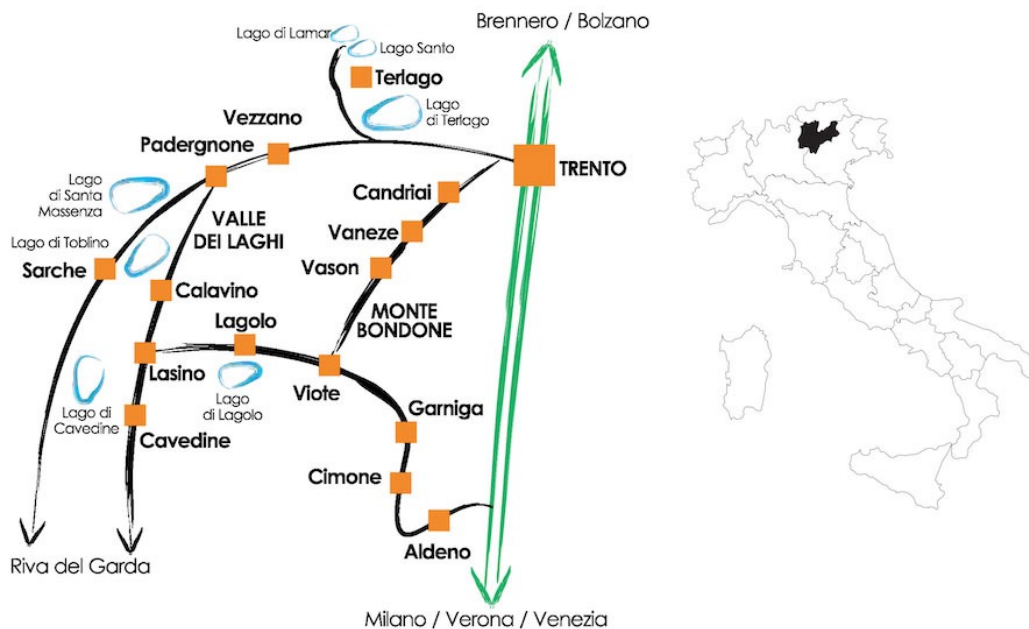 Brennero / Bolzano
Lago di Lamar
Lago Santo
Terlago
Lago
di Terlago
Vezzano
Padergnone
TRENTO
Candriai
Lago
di Santa
Massenza
VALLE
DEI LAGHI
Vaneze
Lago di Toblino
Sarche
Vason
Calavino
MONTE
BONDONE
Lagolo
Lasino
Viote
Lago
di Lagolo
Lago di
Cavedine
Garniga
Cavedine
Cimone
Aldeno
Riva del Garda
Milano / Verona / Venezia